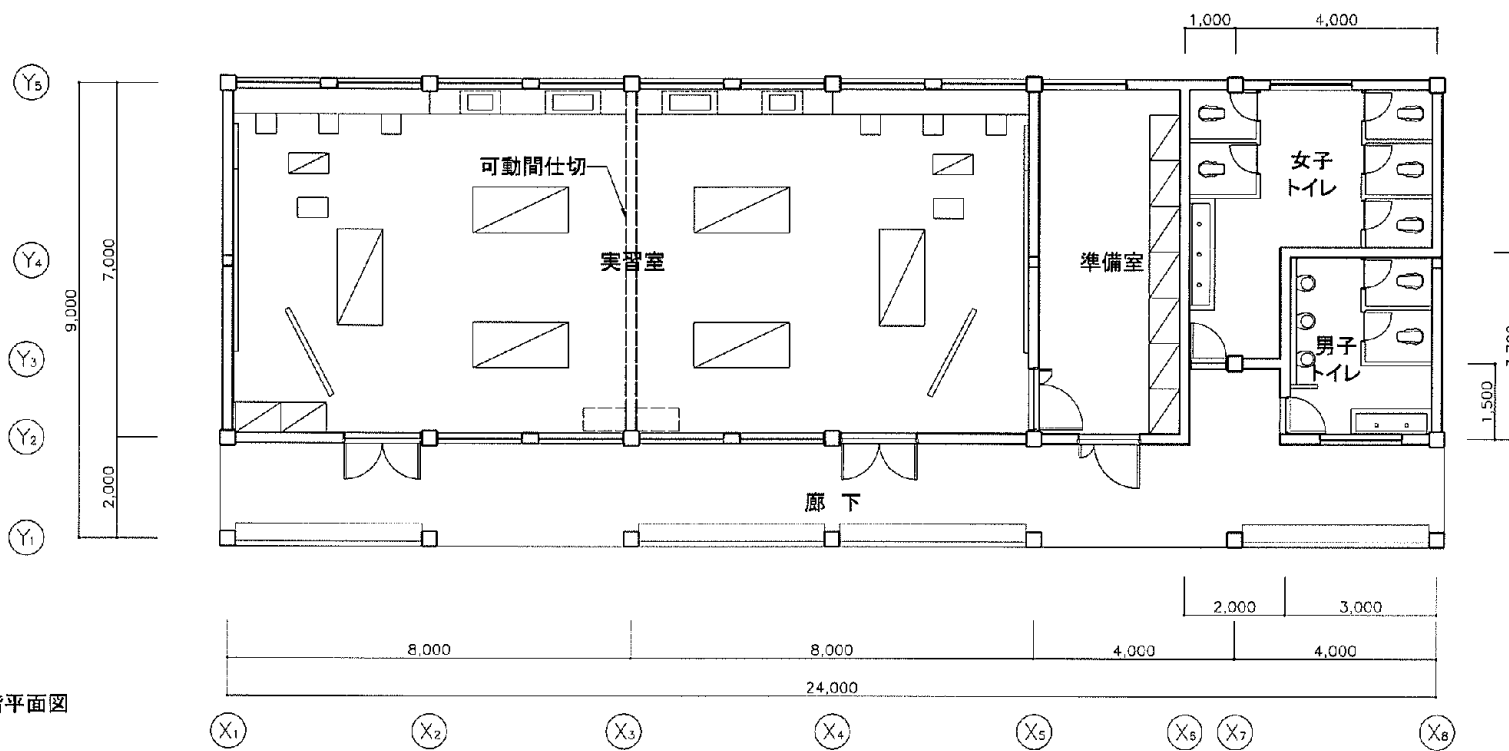 1,000
4,000
Y5
可動間仕切
女子
トイレ
7,000
Y4
実習室
準備室
9,000
Y3
男子
トイレ
1,500
Y2
2,000
廊 下
Y1
2,000
3,000
8,000
8,000
4,000
4,000
24,000
平面図
X1
X2
X3
X4
X5
X6
X7
X8